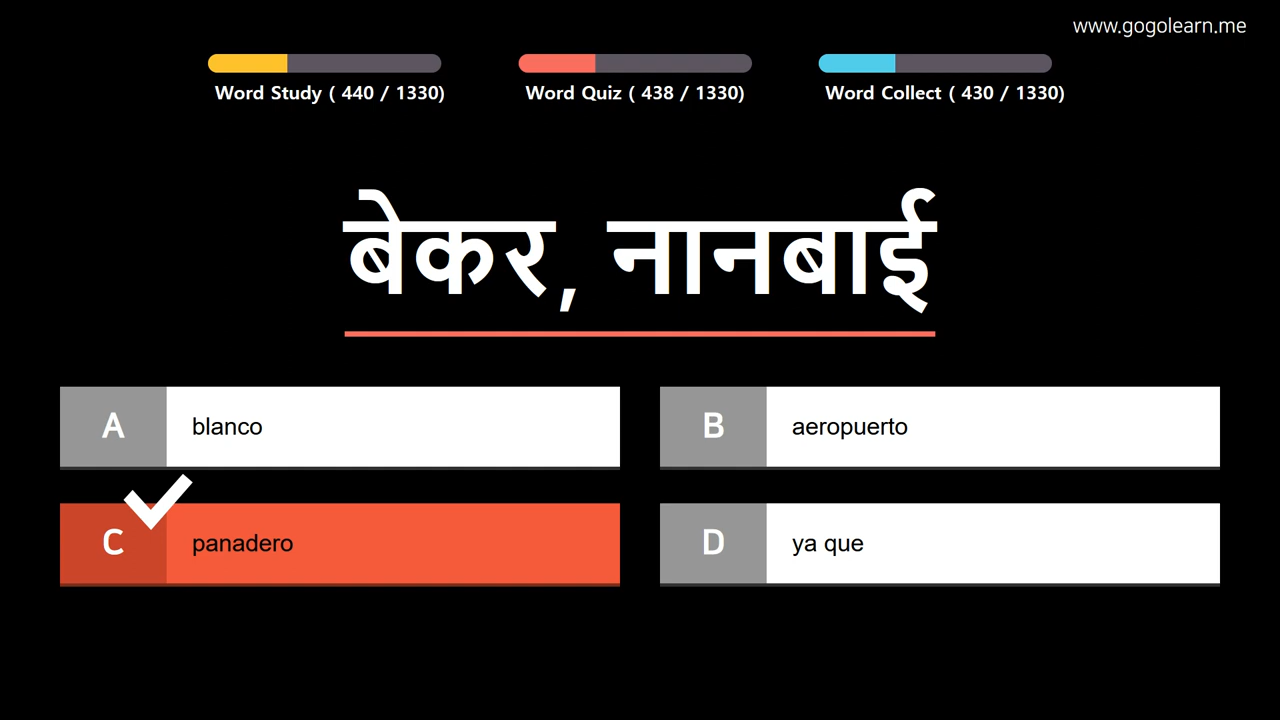 www.gogolearn.me
Word Study ( 440 / 1330)
Word Quiz ( 438 / 1330)
Word Collect ( 430 / 1330)
बेकर, नानबाई
A blanco
B aeropuerto
C panadero
D ya que